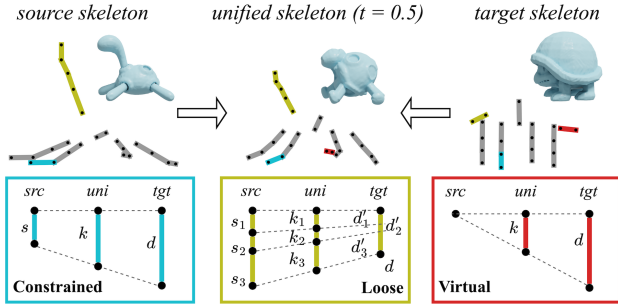 source skeleton
unified skeleton (t = 0.5)
target skeleton
src uni tgt
s k d
Constrained
src uni tgt
s₁ k₁ d′₁
s₂ k₂ d′₂
s₃ k₃ d′₃ d
Loose
src uni tgt
k d
Virtual